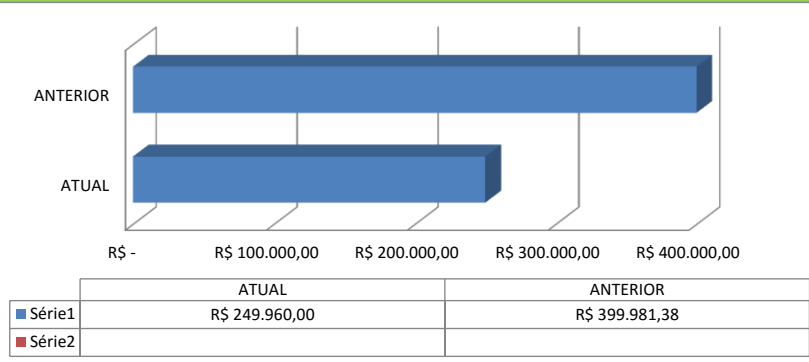 ANTERIOR
ATUAL
R$ - R$ 100.000,00 R$ 200.000,00 R$ 300.000,00 R$ 400.000,00
ATUAL ANTERIOR
Série1 R$ 249.960,00 R$ 399.981,38
Série2